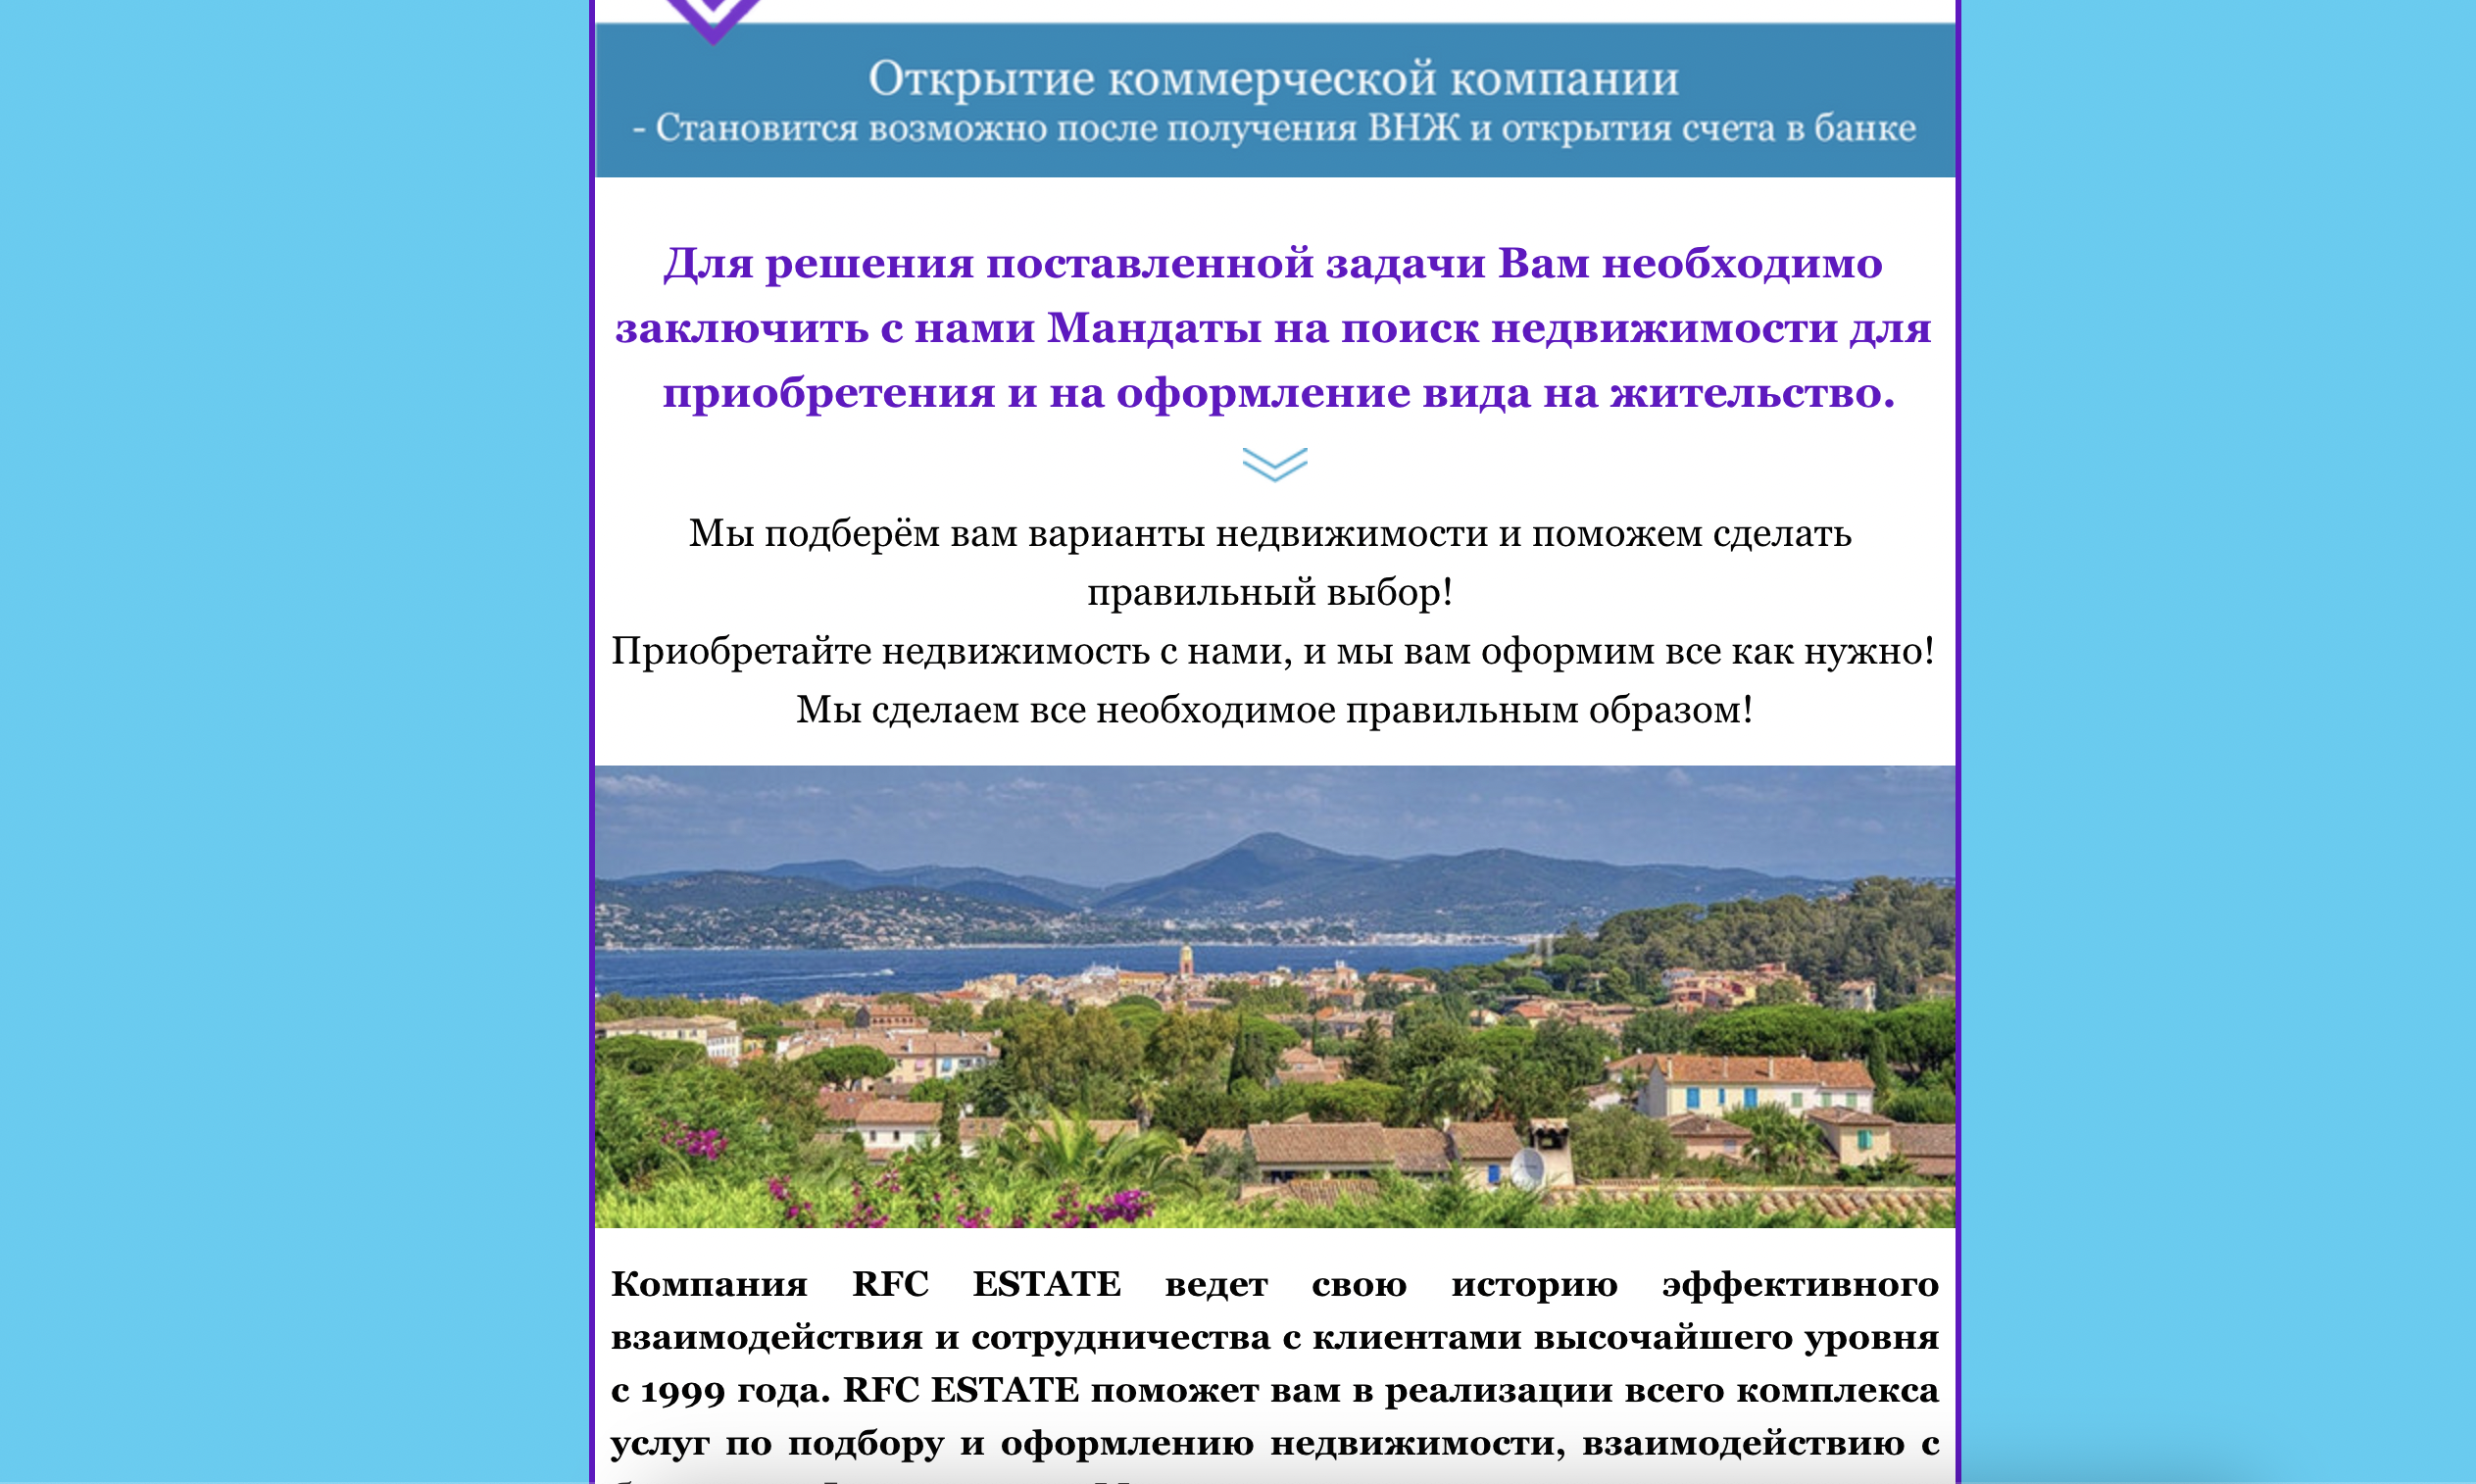 Открытие коммерческой компании
- Становится возможно после получения ВНЖ и открытия счета в банке
Для решения поставленной задачи Вам необходимо
заключить с нами Мандаты на поиск недвижимости для
приобретения и на оформление вида на жительство.
Мы подберём вам варианты недвижимости и поможем сделать
правильный выбор!
Приобретайте недвижимость с нами, и мы вам оформим все как нужно!
Мы сделаем все необходимое правильным образом!
Компания RFC ESTATE ведет свою историю эффективного
взаимодействия и сотрудничества с клиентами высочайшего уровня
с 1999 года. RFC ESTATE поможет вам в реализации всего комплекса
услуг по подбору и оформлению недвижимости, взаимодействию с